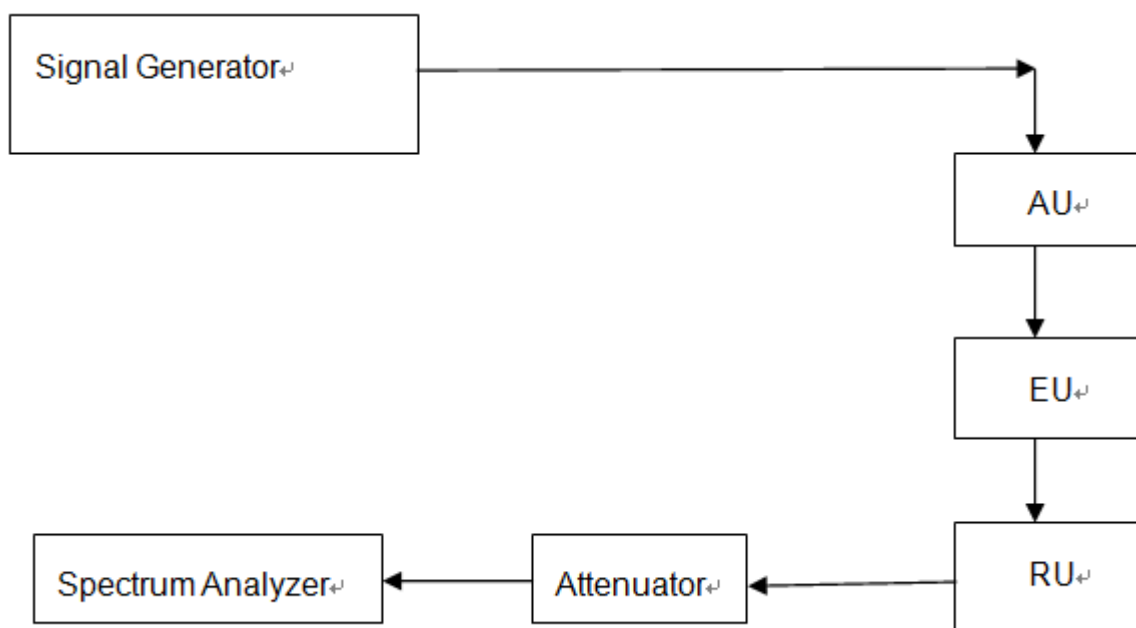 Signal Generator
AU
EU
RU
Attenuator
Spectrum Analyzer